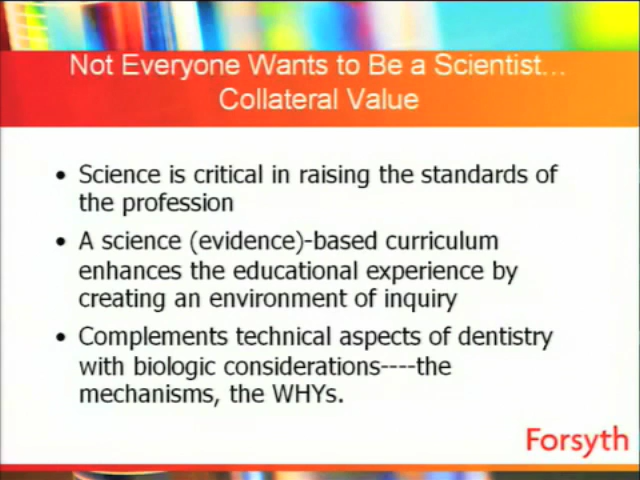 Not Everyone Wants to Be a Scientist...
Collateral Value
• Science is critical in raising the standards of
the profession
• A science (evidence)-based curriculum
enhances the educational experience by
creating an environment of inquiry
• Complements technical aspects of dentistry
with biologic considerations----the
mechanisms, the WHYs.
Forsyth